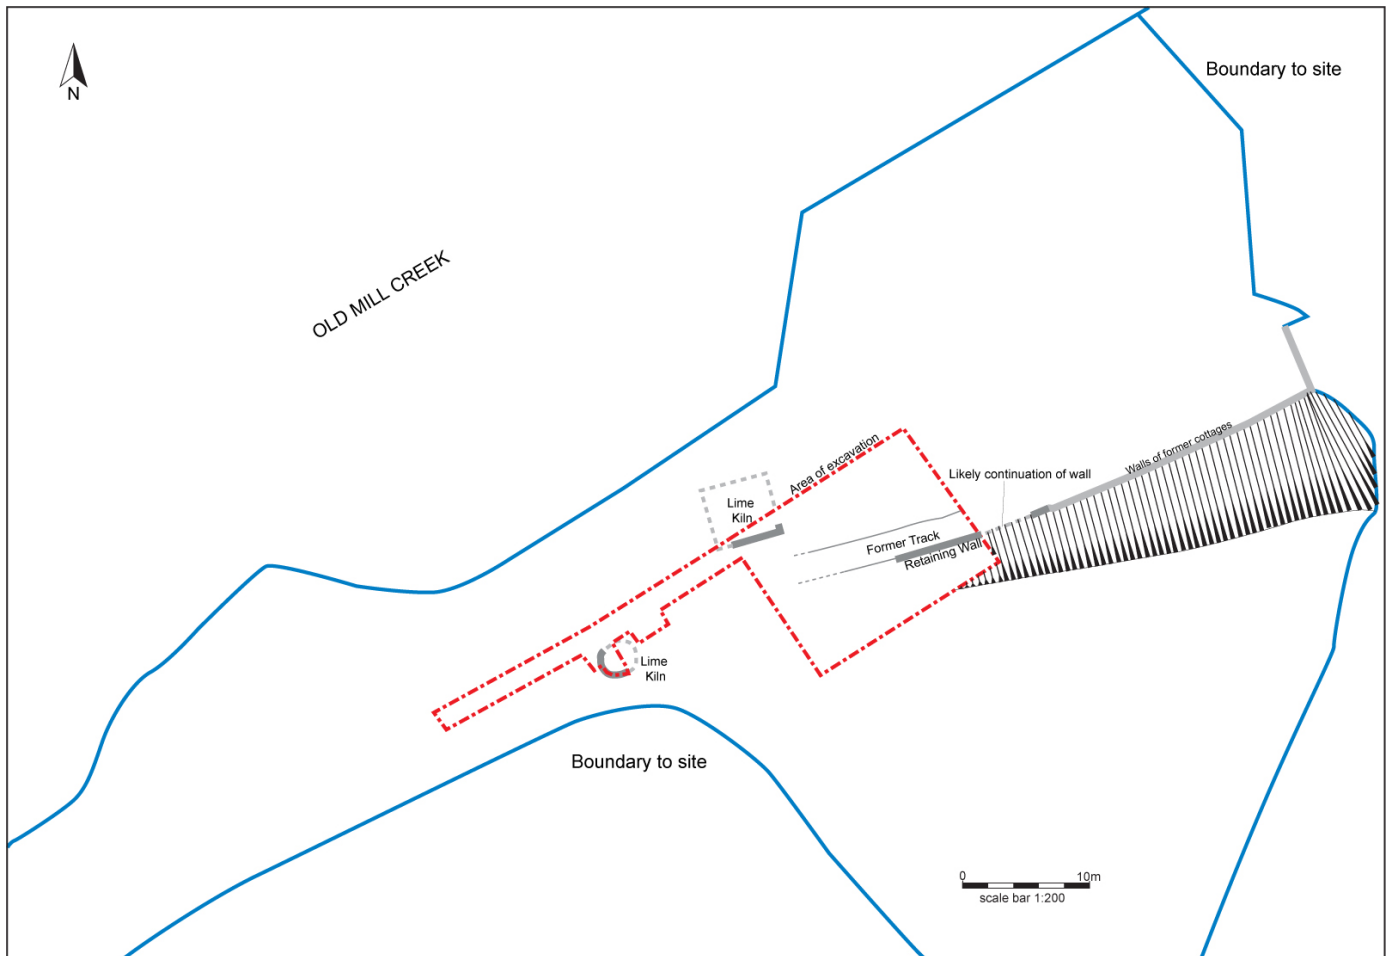 Boundary to site
N
OLD MILL CREEK
Area of excavation
Walls of former cottages
Likely continuation of wall
Lime
Kiln
Former Track
Retaining Wall
Lime
Kiln
Boundary to site
0 10m
scale bar 1:200